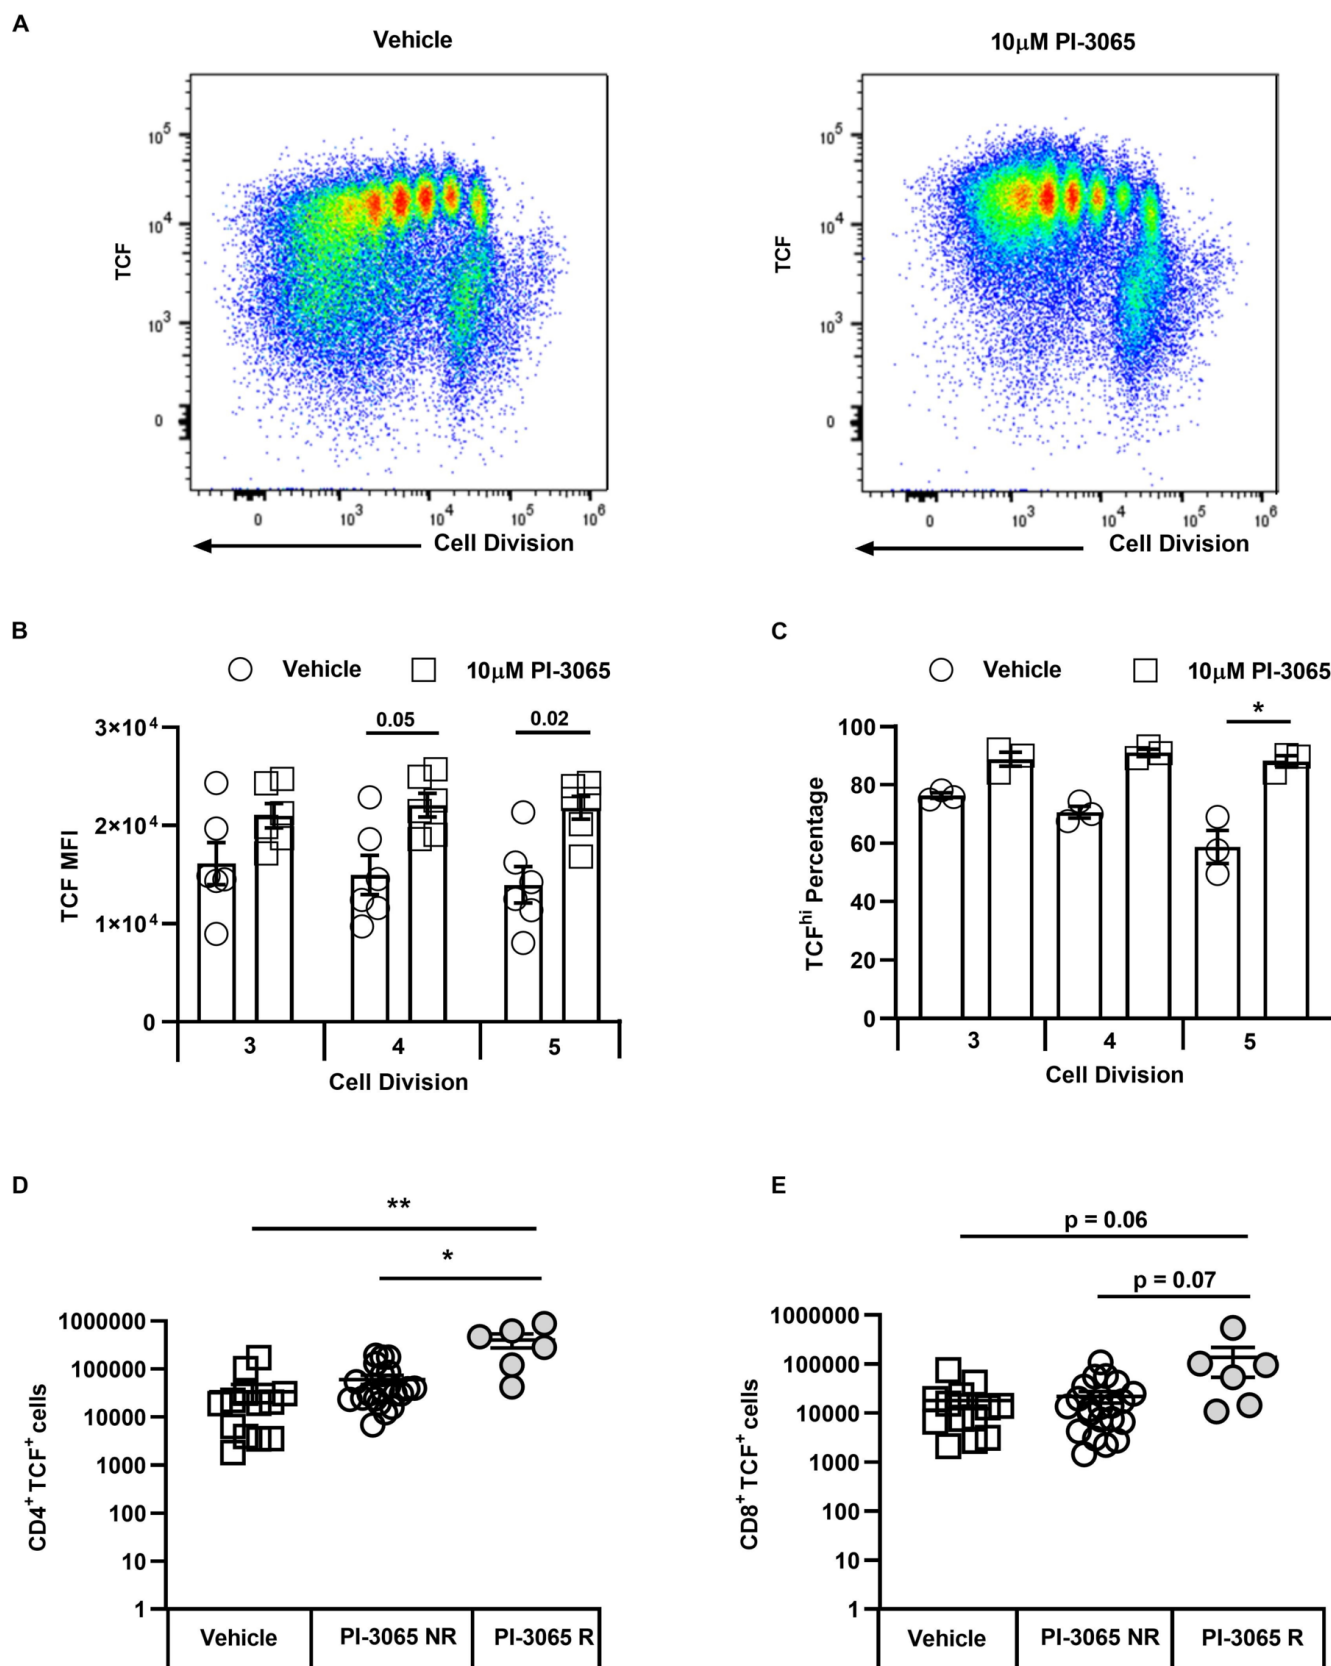 A
Vehicle
10μM PI-3065
10⁵
10⁴
10³
0
TCF
0 10³ 10⁴ 10⁵ 10⁶
Cell Division
10⁵
10⁴
10³
0
TCF
0 10³ 10⁴ 10⁵ 10⁶
Cell Division
B
Vehicle 10μM PI-3065
3×10⁴
2×10⁴
1×10⁴
0
TCF MFI
0.05 0.02
3 4 5
Cell Division
C
Vehicle 10μM PI-3065
*
100
80
60
40
20
0
TCFʰⁱ Percentage
3 4 5
Cell Division
D
**
*
1000000
100000
10000
1000
100
10
1
CD4⁺ TCF⁺ cells
Vehicle PI-3065 NR PI-3065 R
E
p = 0.06
p = 0.07
1000000
100000
10000
1000
100
10
1
CD8⁺ TCF⁺ cells
Vehicle PI-3065 NR PI-3065 R